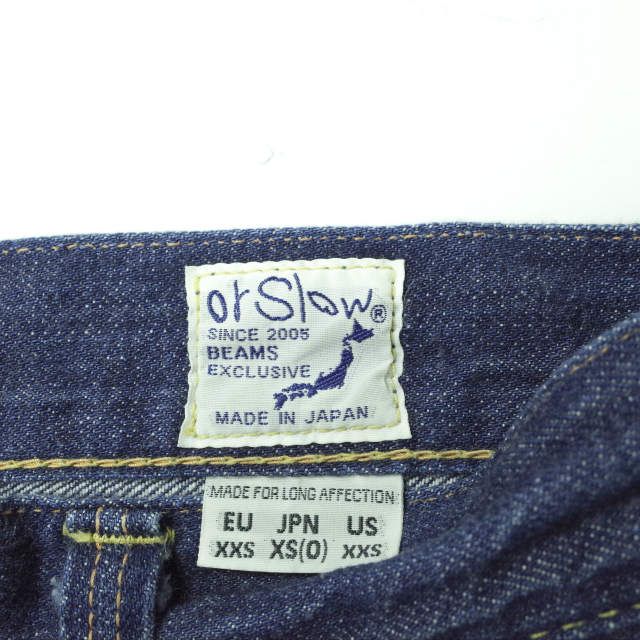 orSlow®
SINCE 2005
BEAMS
EXCLUSIVE
MADE IN JAPAN
MADE FOR LONG AFFECTION
EU JPN US
XXS XS(0) XXS